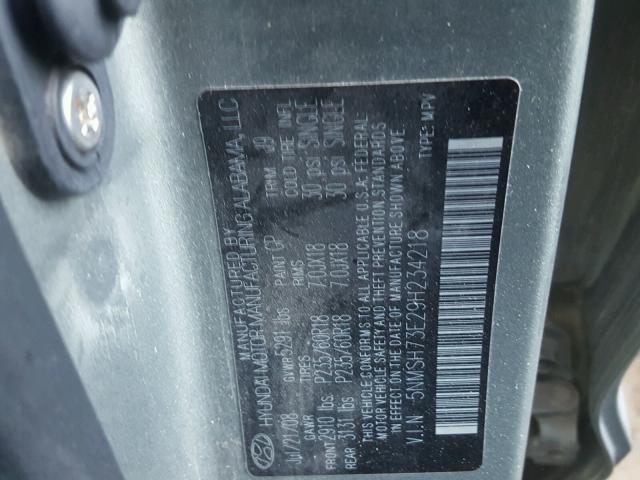 MANUFACTURED BY
HYUNDAI MOTOR MANUFACTURING ALABAMA, LLC
07/21/08 GVWR 5291 lbs PAINT CP TRIM J9
GAWR TIRES RIMS COLD TIRE INFL
FRONT 2910 lbs. P235/60R18 7.0JX18 30 psi SINGLE
REAR 3131 lbs P235/60R18 7.0JX18 30 psi SINGLE
THIS VEHICLE CONFORMS TO ALL APPLICABLE U.S.A. FEDERAL
MOTOR VEHICLE SAFETY AND THEFT PREVENTION STANDARDS
IN EFFECT ON THE DATE OF MANUFACTURE SHOWN ABOVE.
V.I.N 5NMSH73E29H234218 TYPE: MPV